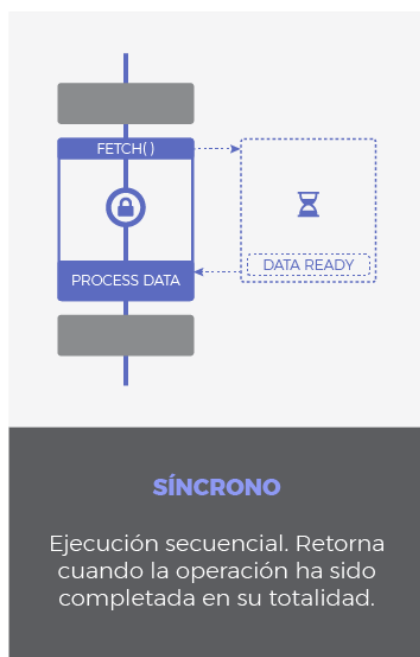 FETCH( )
DATA READY
PROCESS DATA
SÍNCRONO
Ejecución secuencial. Retorna
cuando la operación ha sido
completada en su totalidad.